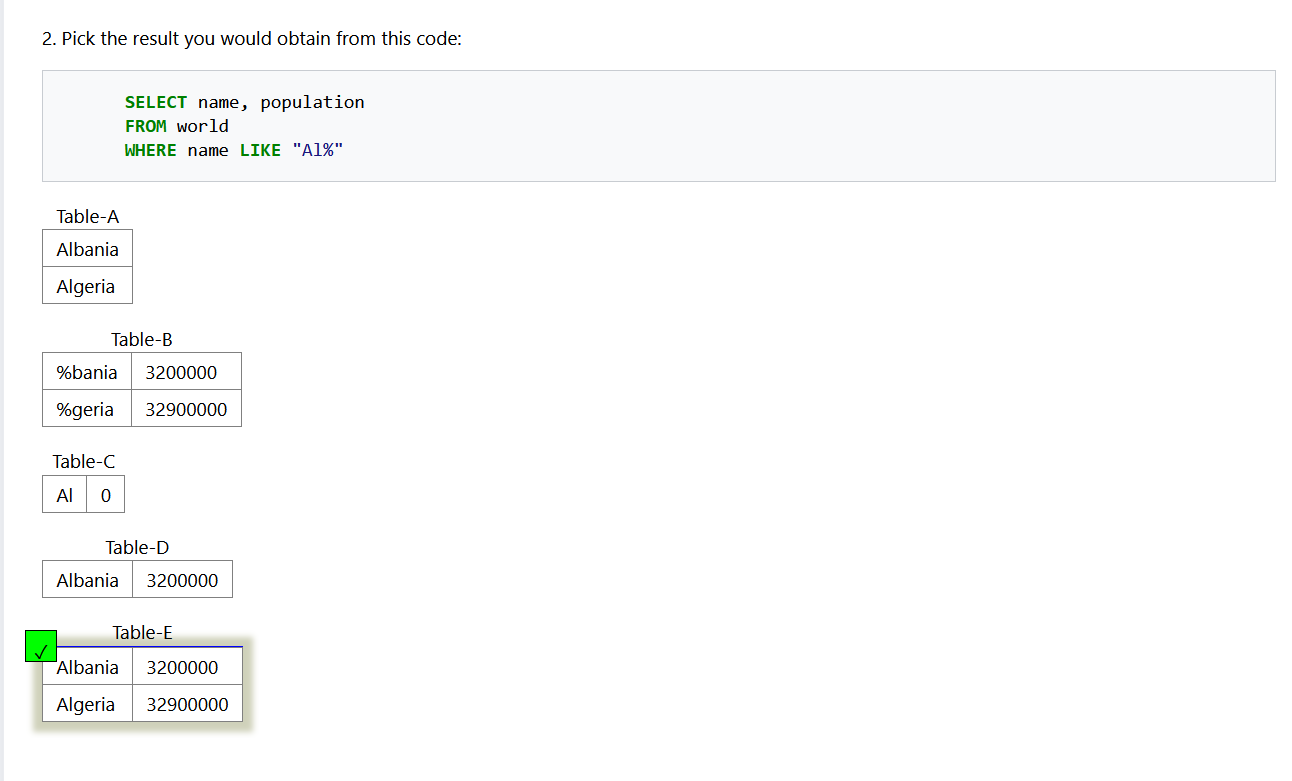 2. Pick the result you would obtain from this code:
SELECT name, population
FROM world
WHERE name LIKE "Al%"
Table-A
Albania
Algeria
Table-B
%bania 3200000
%geria 32900000
Table-C
Al 0
Table-D
Albania 3200000
Table-E
✓
Albania 3200000
Algeria 32900000